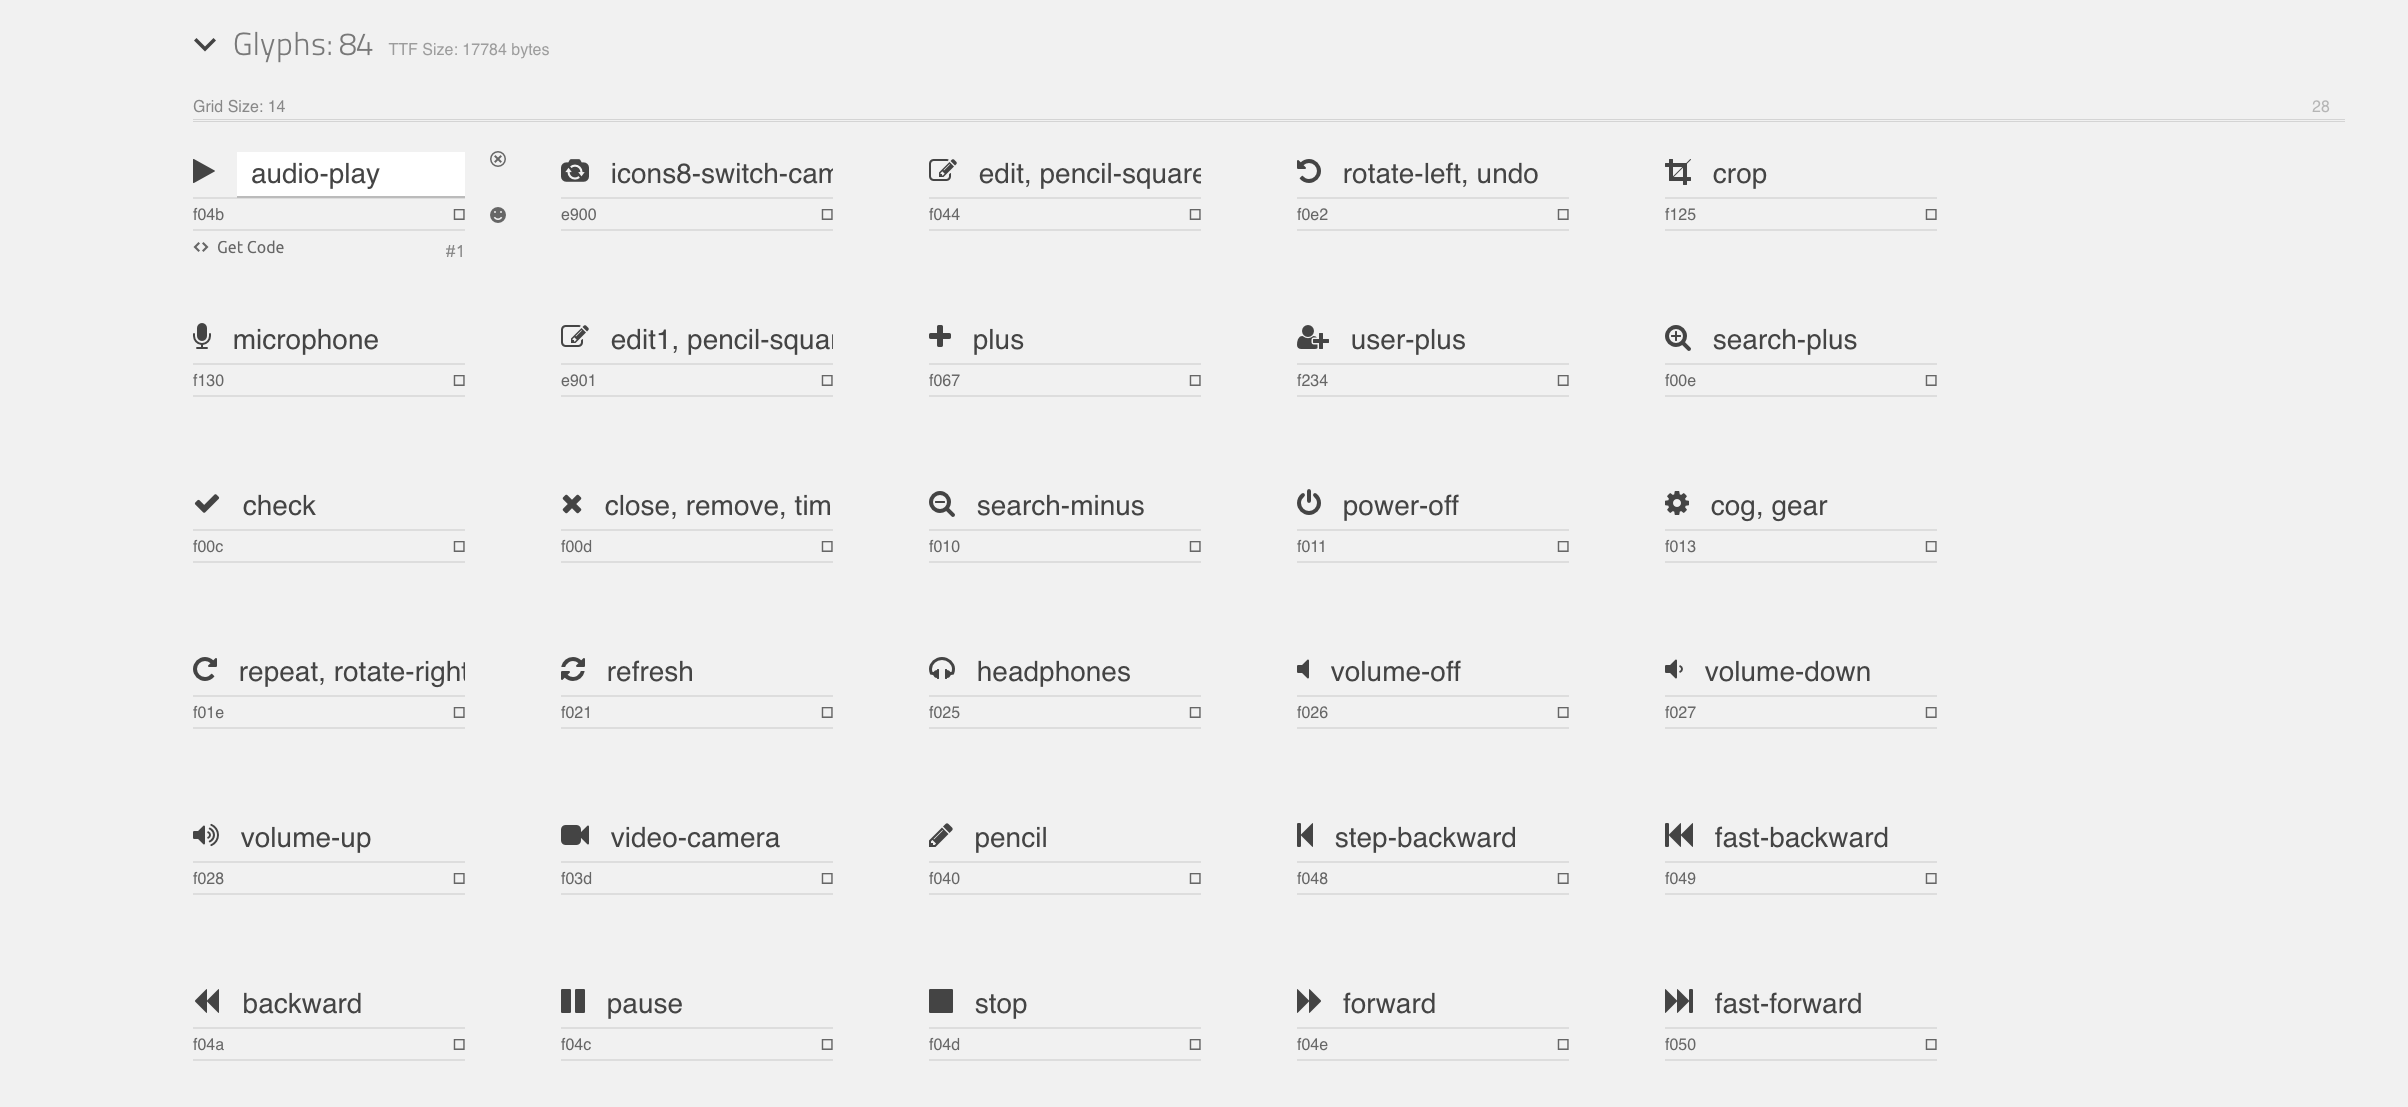 Glyphs: 84 TTF Size: 17784 bytes
Grid Size: 14 28
audio-play icons8-switch-cam edit, pencil-square rotate-left, undo crop
f04b e900 f044 f0e2 f125
Get Code #1
microphone edit1, pencil-squar plus user-plus search-plus
f130 e901 f067 f234 f00e
check close, remove, tim search-minus power-off cog, gear
f00c f00d f010 f011 f013
repeat, rotate-right refresh headphones volume-off volume-down
f01e f021 f025 f026 f027
volume-up video-camera pencil step-backward fast-backward
f028 f03d f040 f048 f049
backward pause stop forward fast-forward
f04a f04c f04d f04e f050